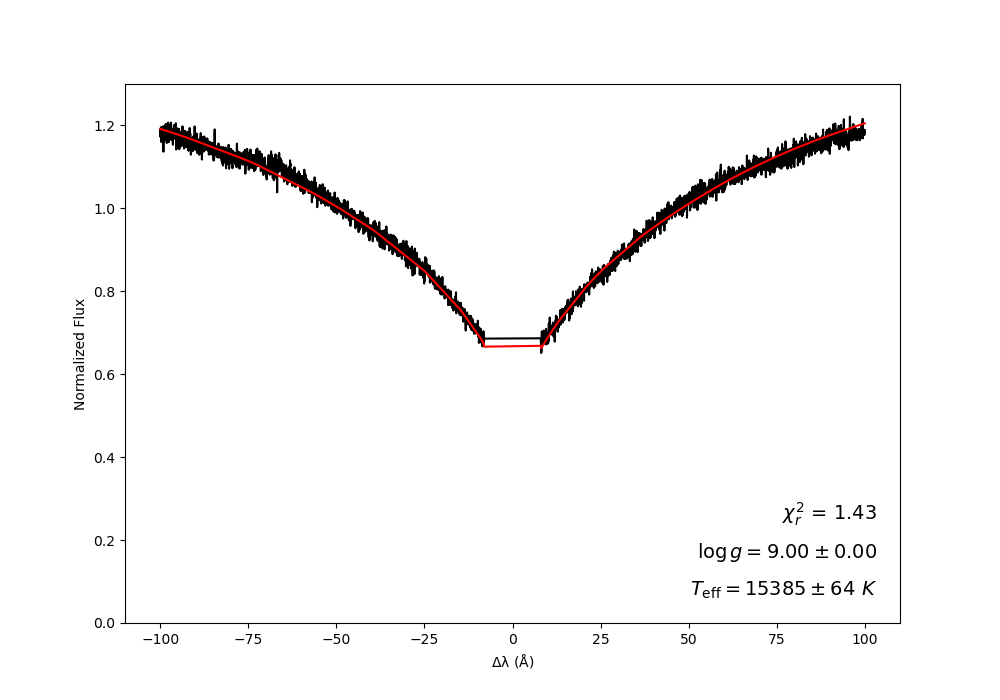 1.2
1.0
0.8
0.6
0.4
0.2
0.0
Normalized Flux
χ²ᵣ = 1.43
log g = 9.00 ± 0.00
T_eff = 15385 ± 64 K
−100 −75 −50 −25 0 25 50 75 100
Δλ (Å)